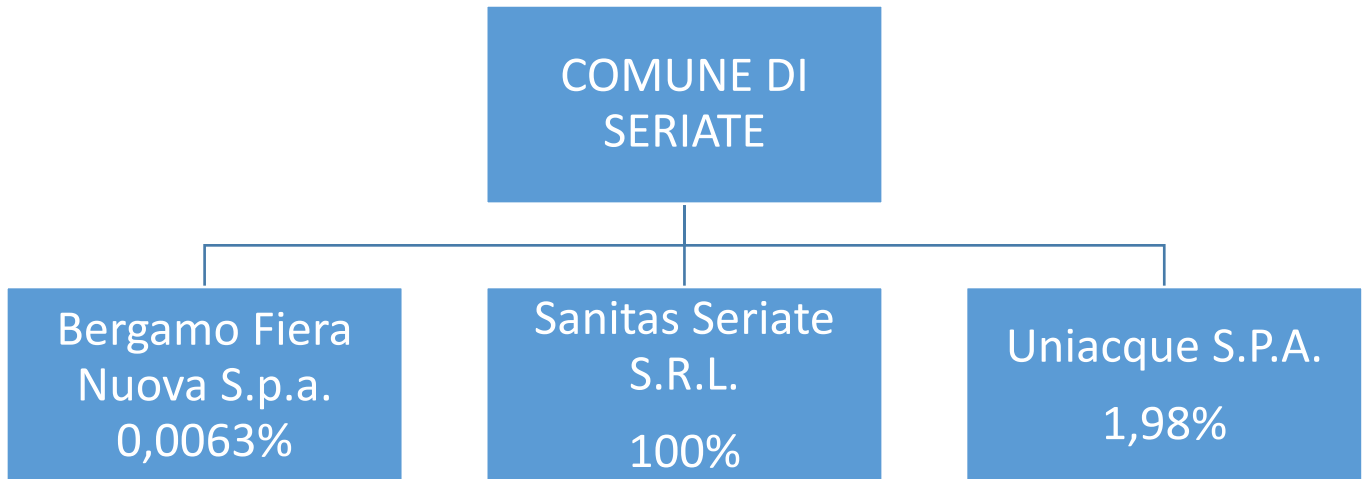 COMUNE DI
SERIATE
Bergamo Fiera
Nuova S.p.a.
0,0063%
Sanitas Seriate
S.R.L.
100%
Uniacque S.P.A.
1,98%